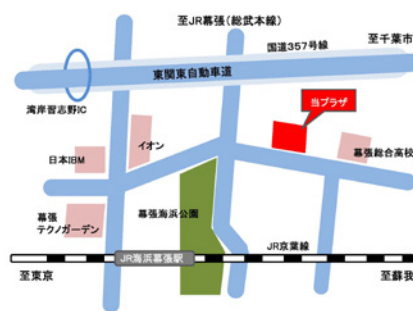 至JR幕張(総武本線)
国道357号線
至千葉市
東関東自動車道
湾岸習志野IC
当プラザ
イオン
日本IBM
幕張総合高校
幕張
テクノガーデン
幕張海浜公園
JR京葉線
JR海浜幕張駅
至東京
至蘇我